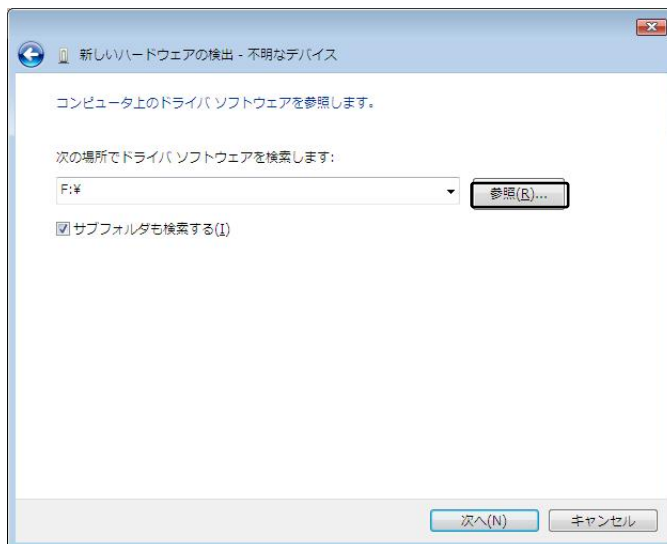 新しいハードウェアの検出 - 不明なデバイス
コンピュータ上のドライバ ソフトウェアを参照します。
次の場所でドライバ ソフトウェアを検索します:
F:¥
参照(R)...
サブフォルダも検索する(I)
次へ(N)
キャンセル